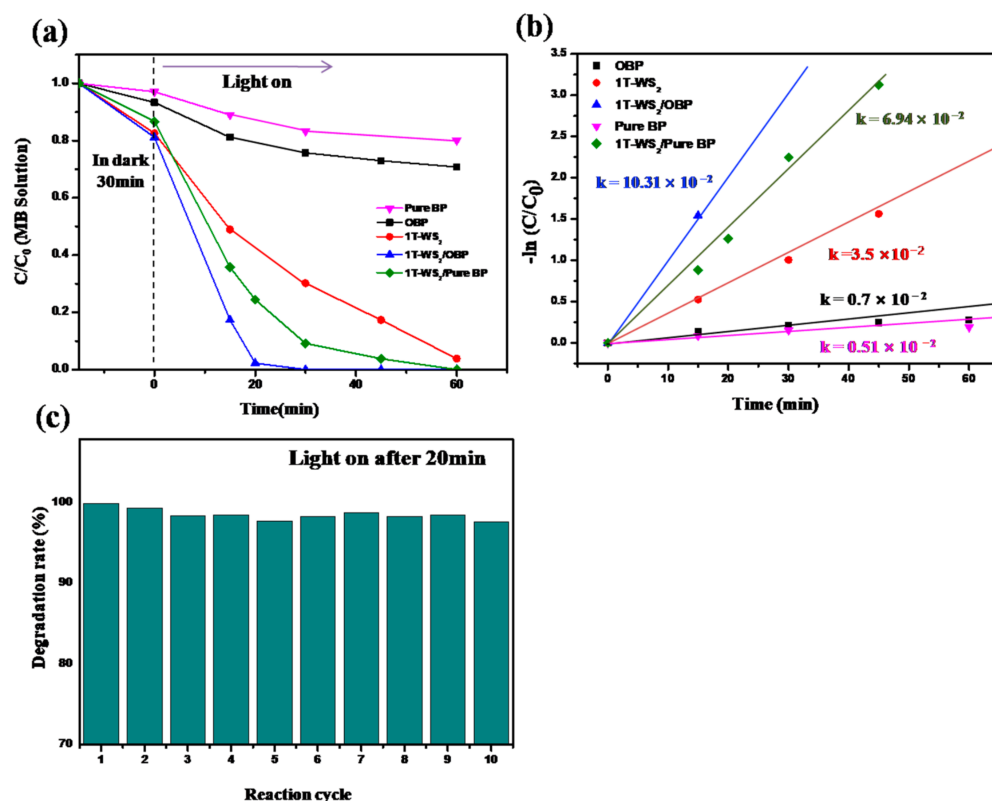 (a)
1.0
0.8
0.6
0.4
0.2
0.0
C/C₀ (MB Solution)
Light on
In dark
30min
Pure BP
OBP
1T-WS₂
1T-WS₂/OBP
1T-WS₂/Pure BP
0
20
40
60
Time(min)
(b)
3.5
3.0
2.5
2.0
1.5
1.0
0.5
0.0
-ln (C/C₀)
OBP
1T-WS₂
1T-WS₂/OBP
Pure BP
1T-WS₂/Pure BP
k = 6.94 × 10⁻²
k = 10.31 × 10⁻²
k = 3.5 × 10⁻²
k = 0.7 × 10⁻²
k = 0.51 × 10⁻²
0 10 20 30 40 50 60
Time (min)
(c)
Light on after 20min
100
90
80
70
Degradation rate (%)
1 2 3 4 5 6 7 8 9 10
Reaction cycle